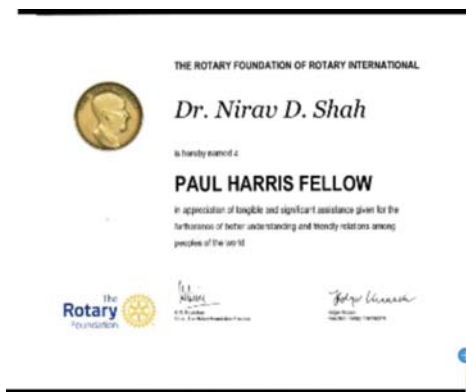 THE ROTARY FOUNDATION OF ROTARY INTERNATIONAL
Dr. Nirav D. Shah
is hereby named a
PAUL HARRIS FELLOW
in appreciation of tangible and significant assistance given for the
furtherance of better understanding and friendly relations among
peoples of the world
The
Rotary
Foundation